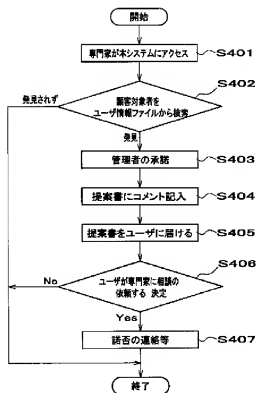 開始
専門家が本システムにアクセス
S401
S402
発見されず
顧客対象者を
ユーザ情報ファイルから検索
発見
管理者の承諾
S403
提案書にコメント記入
S404
提案書をユーザに届ける
S405
S406
No
ユーザが専門家に相談の
依頼する 決定
Yes
諾否の連絡等
S407
終了